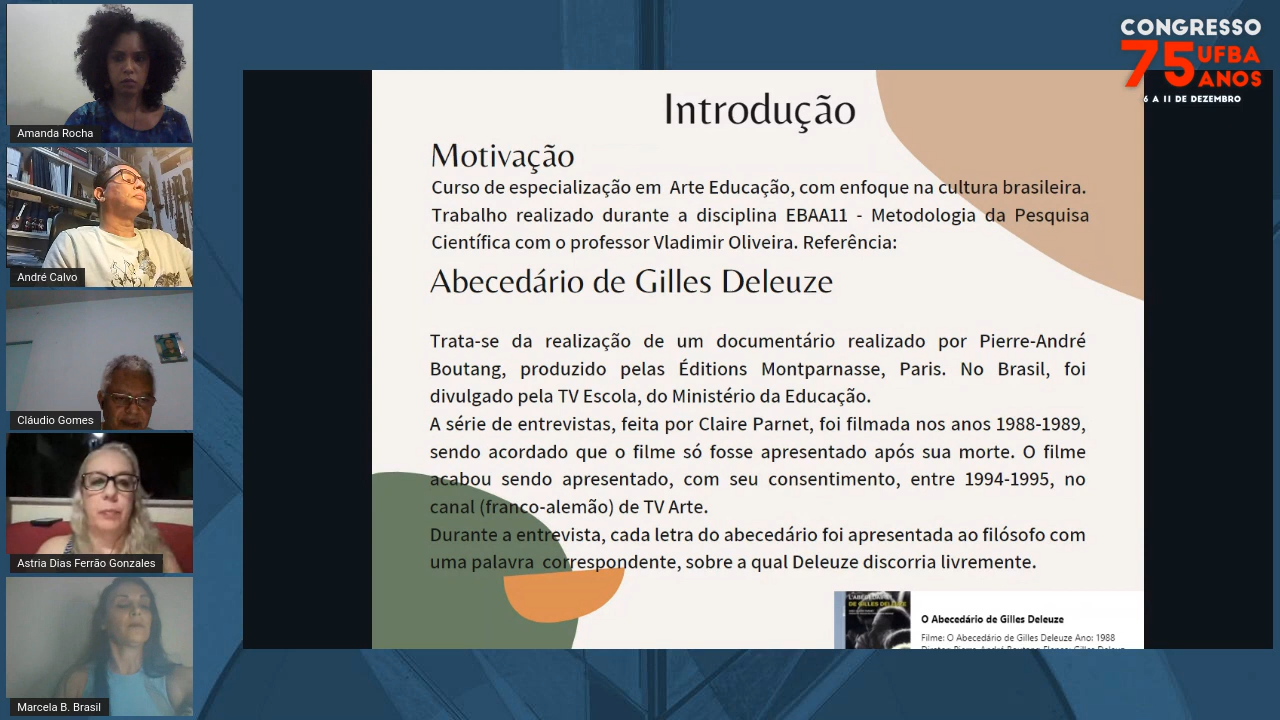 CONGRESSO
75 UFBA
ANOS
6 A 11 DE DEZEMBRO
Amanda Rocha
André Calvo
Cláudio Gomes
Astria Dias Ferrão Gonzales
Marcela B. Brasil
Introdução
Motivação
Curso de especialização em Arte Educação, com enfoque na cultura brasileira.
Trabalho realizado durante a disciplina EBAA11 - Metodologia da Pesquisa
Científica com o professor Vladimir Oliveira. Referência:
Abecedário de Gilles Deleuze
Trata-se da realização de um documentário realizado por Pierre-André
Boutang, produzido pelas Éditions Montparnasse, Paris. No Brasil, foi
divulgado pela TV Escola, do Ministério da Educação.
A série de entrevistas, feita por Claire Parnet, foi filmada nos anos 1988-1989,
sendo acordado que o filme só fosse apresentado após sua morte. O filme
acabou sendo apresentado, com seu consentimento, entre 1994-1995, no
canal (franco-alemão) de TV Arte.
Durante a entrevista, cada letra do abecedário foi apresentada ao filósofo com
uma palavra correspondente, sobre a qual Deleuze discorria livremente.
DE GILLES DELEUZE
O Abecedário de Gilles Deleuze
Filme: O Abecedário de Gilles Deleuze Ano: 1988